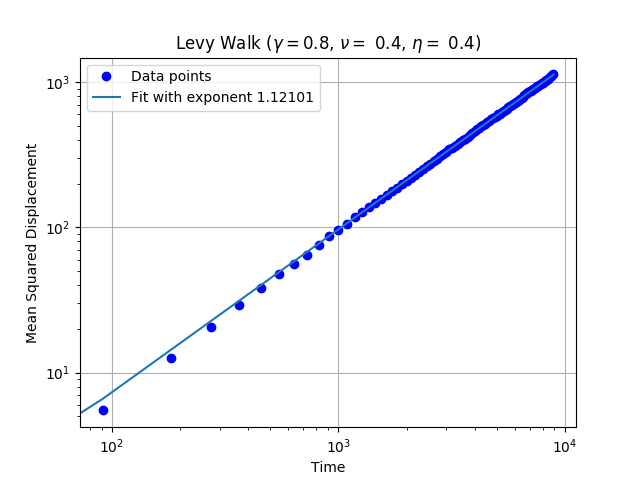 Levy Walk (γ = 0.8, ν = 0.4, η = 0.4)
Data points
Fit with exponent 1.12101
10³
10²
10¹
Mean Squared Displacement
10² 10³ 10⁴
Time